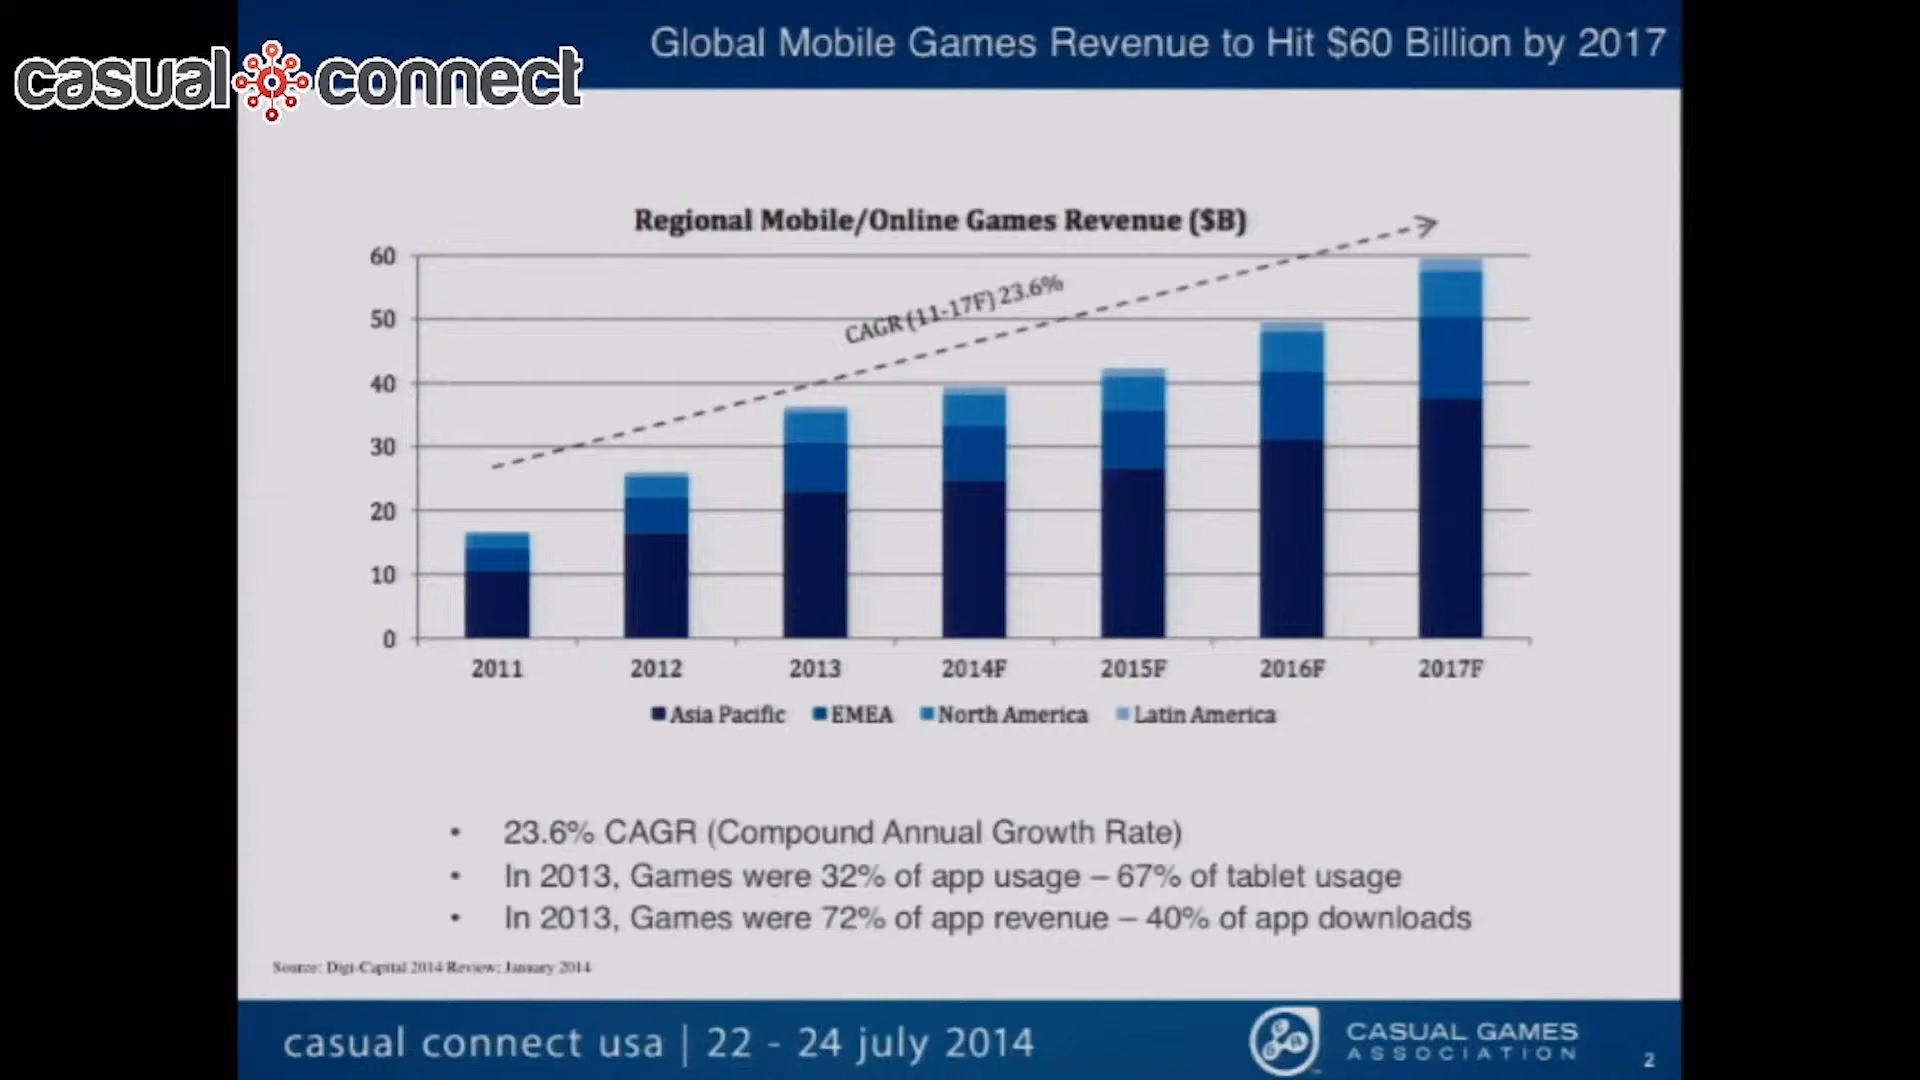 Global Mobile Games Revenue to Hit $60 Billion by 2017
casual connect
Regional Mobile/Online Games Revenue ($B)
CAGR (11-17F) 23.6%
60
50
40
30
20
10
0
2011 2012 2013 2014F 2015F 2016F 2017F
Asia Pacific EMEA North America Latin America
• 23.6% CAGR (Compound Annual Growth Rate)
• In 2013, Games were 32% of app usage – 67% of tablet usage
• In 2013, Games were 72% of app revenue – 40% of app downloads
Source: Digi-Capital 2014 Review; January 2014
casual connect usa | 22 - 24 july 2014
CGA
CASUAL GAMES
ASSOCIATION
2